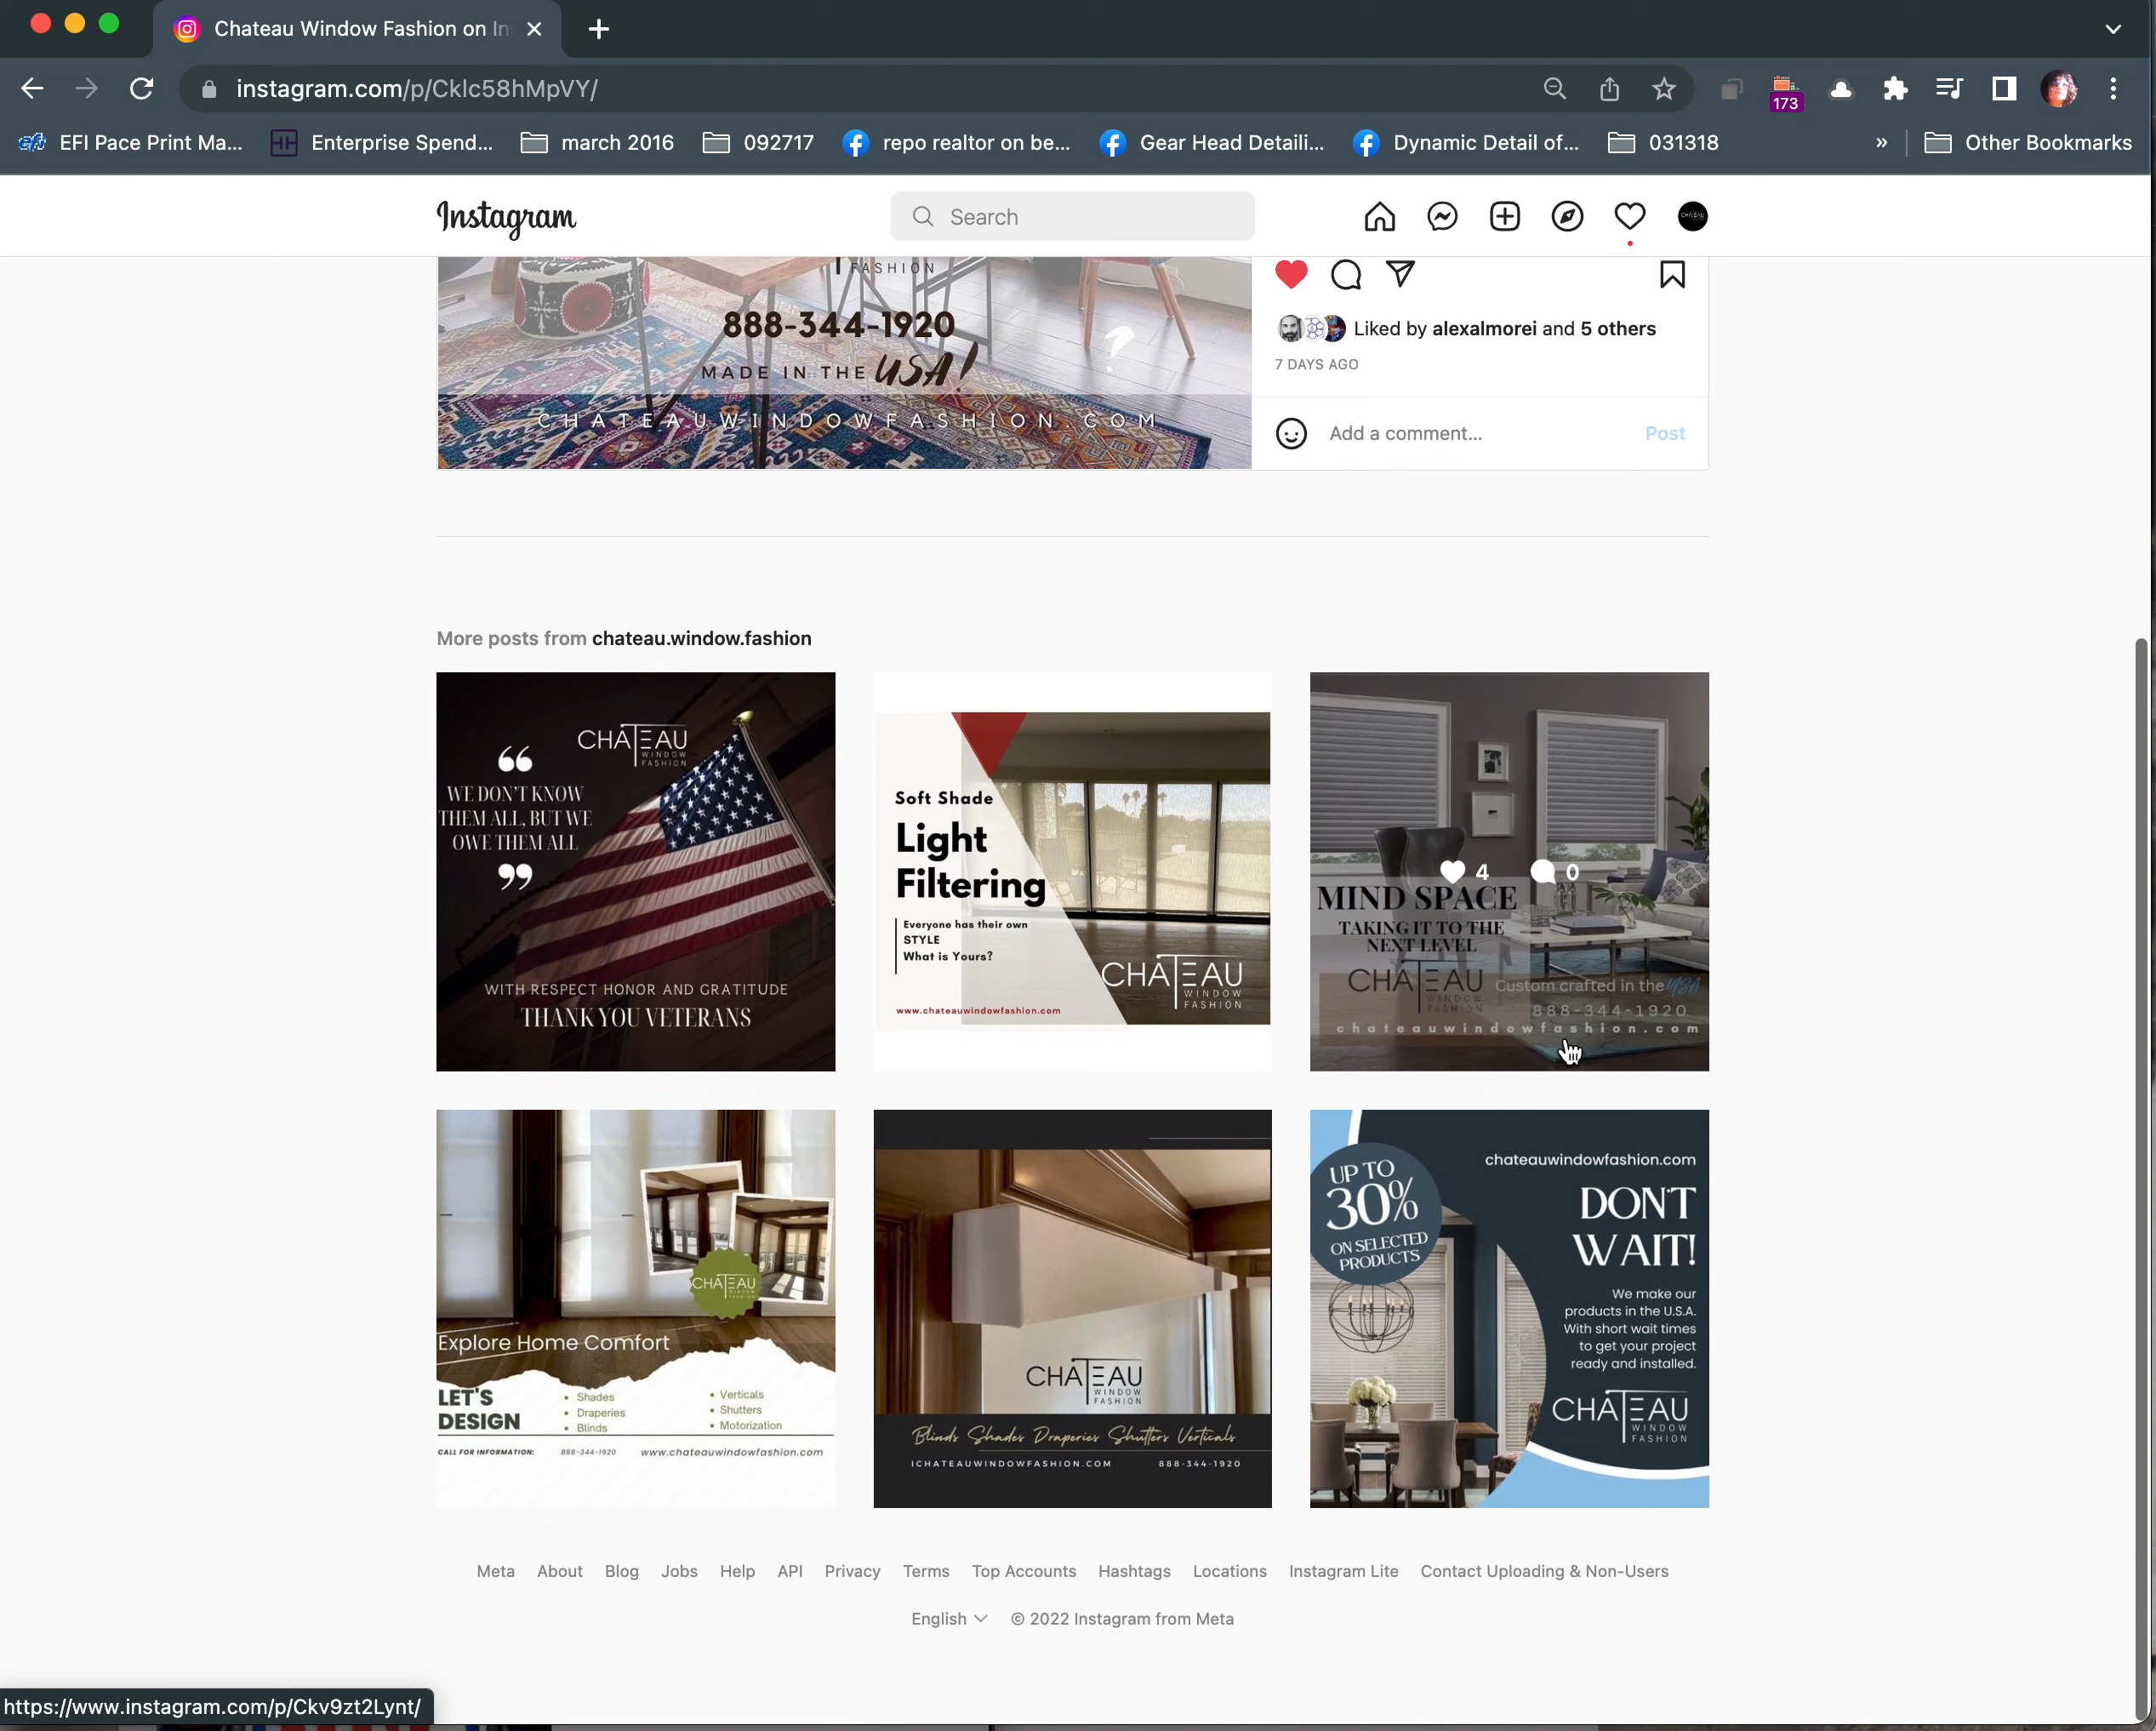 Chateau Window Fashion on In
instagram.com/p/Cklc58hMpVY/
173
EFI Pace Print Ma...
Enterprise Spend...
march 2016
092717
repo realtor on be...
Gear Head Detaili...
Dynamic Detail of...
031318
»
Other Bookmarks
Instagram
Search
FASHION
888-344-1920
MADE IN THE USA!
CHATEAUWINDOWFASHION.COM
Liked by alexalmorei and 5 others
7 DAYS AGO
Add a comment...
Post
More posts from chateau.window.fashion
CHATEAU
WINDOW
FASHION
“
WE DON'T KNOW
THEM ALL, BUT WE
OWE THEM ALL
”
WITH RESPECT HONOR AND GRATITUDE
THANK YOU VETERANS
Soft Shade
Light
Filtering
Everyone has their own
STYLE
What is Yours?
CHATEAU
WINDOW
FASHION
www.chateauwindowfashion.com
4
0
MIND SPACE
TAKING IT TO THE
NEXT LEVEL
CHATEAU
WINDOW
FASHION
Custom crafted in the USA
888-344-1920
chateauwindowfashion.com
CHATEAU
WINDOW
FASHION
Explore Home Comfort
LET'S
DESIGN
• Shades
• Draperies
• Blinds
• Verticals
• Shutters
• Motorization
CALL FOR INFORMATION:
888-344-1920
www.chateauwindowfashion.com
CHATEAU
WINDOW
FASHION
Blinds Shades Draperies Shutters Verticals
ICHATEAUWINDOWFASHION.COM
888-344-1920
UP TO
30%
ON SELECTED
PRODUCTS
chateauwindowfashion.com
DONT
WAIT!
We make our
products in the U.S.A.
With short wait times
to get your project
ready and installed.
CHATEAU
WINDOW
FASHION
Meta About Blog Jobs Help API Privacy Terms Top Accounts Hashtags Locations Instagram Lite Contact Uploading & Non-Users
English
© 2022 Instagram from Meta
https://www.instagram.com/p/Ckv9zt2Lynt/